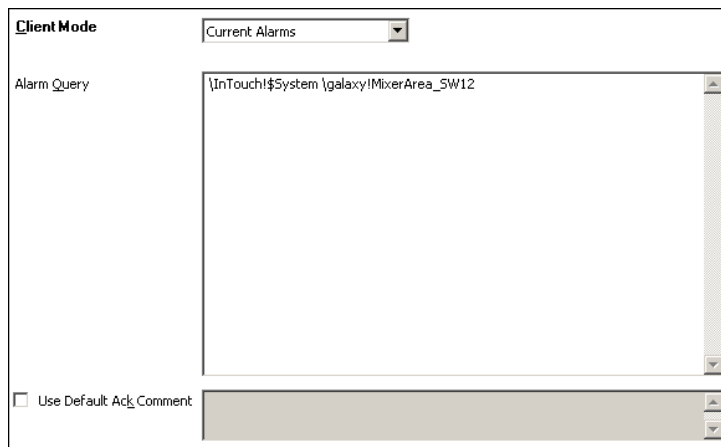 Client Mode
Current Alarms
Alarm Query
\InTouch!$System \galaxy!MixerArea_SW12
Use Default Ack Comment